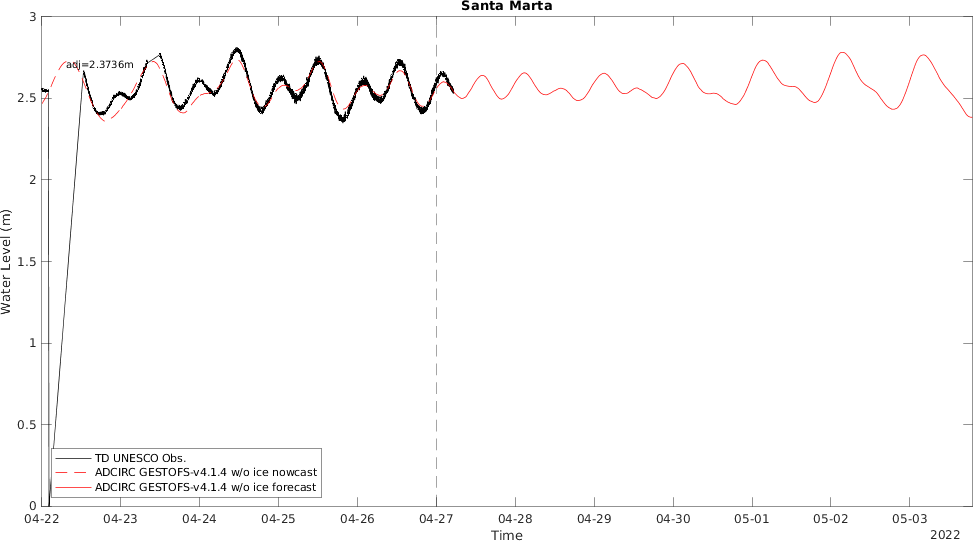 Santa Marta
3
adj=2.3736m
2.5
2
1.5
1
0.5
0
Water Level (m)
TD UNESCO Obs.
ADCIRC GESTOFS-v4.1.4 w/o ice nowcast
ADCIRC GESTOFS-v4.1.4 w/o ice forecast
04-22 04-23 04-24 04-25 04-26 04-27 04-28 04-29 04-30 05-01 05-02 05-03
Time
2022